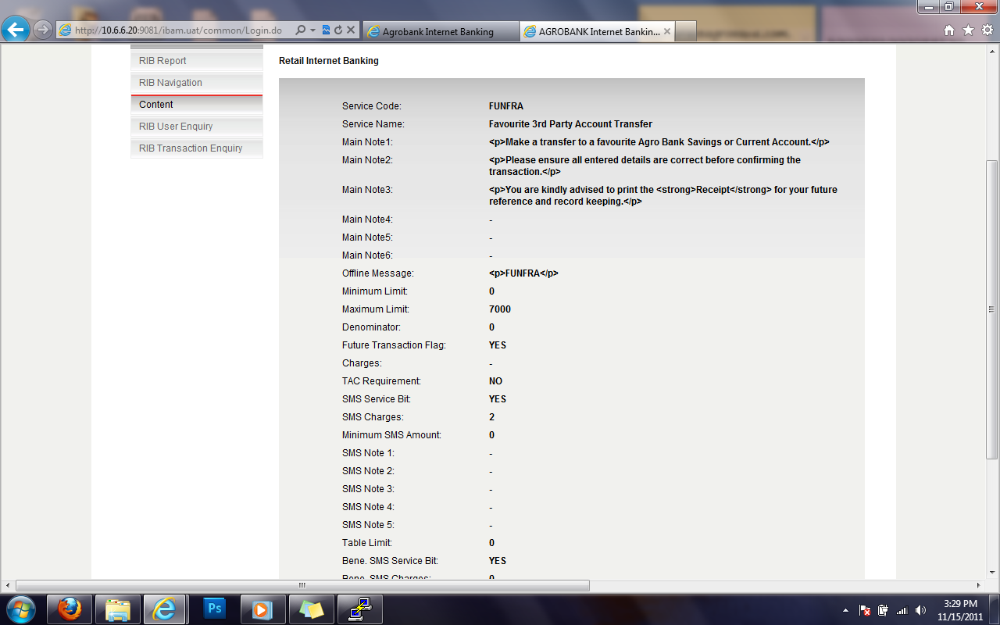 http://10.6.6.20:9081/ibam.uat/common/Login.do
Agrobank Internet Banking
AGROBANK Internet Bankin...
RIB Report
RIB Navigation
Content
RIB User Enquiry
RIB Transaction Enquiry
Retail Internet Banking
Service Code: FUNFRA
Service Name: Favourite 3rd Party Account Transfer
Main Note1: <p>Make a transfer to a favourite Agro Bank Savings or Current Account.</p>
Main Note2: <p>Please ensure all entered details are correct before confirming the
transaction.</p>
Main Note3: <p>You are kindly advised to print the <strong>Receipt</strong> for your future
reference and record keeping.</p>
Main Note4: -
Main Note5: -
Main Note6: -
Offline Message: <p>FUNFRA</p>
Minimum Limit: 0
Maximum Limit: 7000
Denominator: 0
Future Transaction Flag: YES
Charges: -
TAC Requirement: NO
SMS Service Bit: YES
SMS Charges: 2
Minimum SMS Amount: 0
SMS Note 1: -
SMS Note 2: -
SMS Note 3: -
SMS Note 4: -
SMS Note 5: -
Table Limit: 0
Bene. SMS Service Bit: YES
Bene. SMS Charges: 0
Ps
3:29 PM
11/15/2011